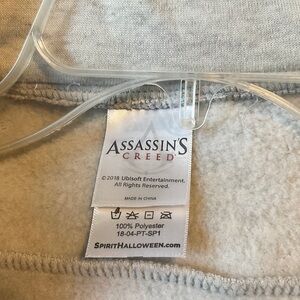 ASSASSIN'S
CREED
© 2018 Ubisoft Entertainment.
All Rights Reserved.
MADE IN CHINA
100% Polyester
18-04-PT-SP1
SPIRITHALLOWEEN.COM